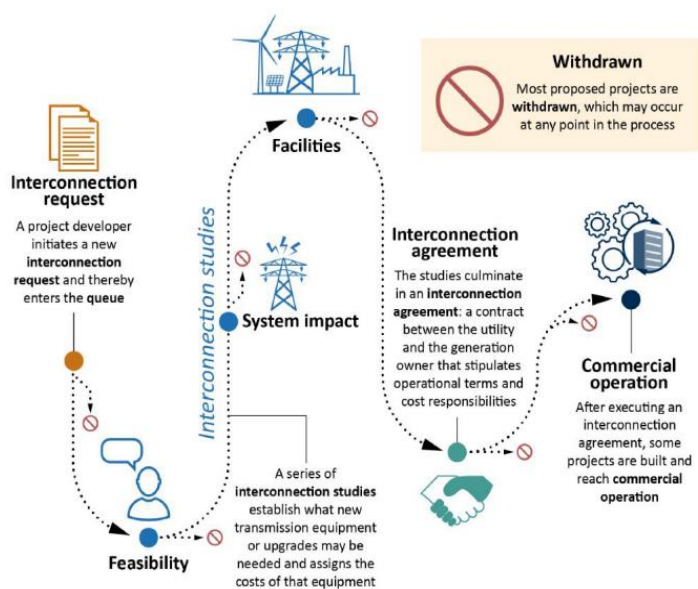 Withdrawn
Most proposed projects are
withdrawn, which may occur
at any point in the process
Facilities
Interconnection
request
A project developer
initiates a new
interconnection
request and thereby
enters the queue
Interconnection studies
System impact
Interconnection
agreement
The studies culminate
in an interconnection
agreement: a contract
between the utility
and the generation
owner that stipulates
operational terms and
cost responsibilities
Commercial
operation
After executing an
interconnection
agreement, some
projects are built and
reach commercial
operation
Feasibility
A series of
interconnection studies
establish what new
transmission equipment
or upgrades may be
needed and assigns the
costs of that equipment